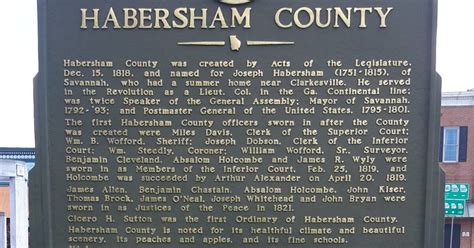 HABERSHAM COUNTY
Habersham County was created by Acts of the Legislature,
Dec. 15, 1818, and named for Joseph Habersham (1751-1815), of
Savannah, who had a summer home near Clarkesville. He served
in the Revolution as a Lieut. Col. in the Ga. Continental line;
was twice Speaker of the General Assembly; Mayor of Savannah,
1792-'93; and Postmaster General of the United States, 1795-1801.
The first Habersham County officers sworn in after the County
was created were Miles Davis, Clerk of the Superior Court;
Wm. B. Wofford, Sheriff; Joseph Dobson, Clerk of the Inferior
Court; Wm. Steedly, Coroner; William Wofford, Sr., Surveyor.
Benjamin Cleveland, Absalom Holcombe and James R. Wyly were
sworn in as Members of the Inferior Court, Feb. 23, 1819, and
Holcombe was succeeded by Arthur Alexander on April 20, 1819.
James Allen, Benjamin Chastain, Absalom Holcombe, John Kiser,
Thomas Brock, James O'Neal, Joseph Whitehead and John Bryan were
sworn in as Justices of the Peace in 1821.
Cicero H. Sutton was the first Ordinary of Habersham County.
Habersham County is noted for its healthful climate and beautiful
scenery, its peaches and apples, and its fine schools.